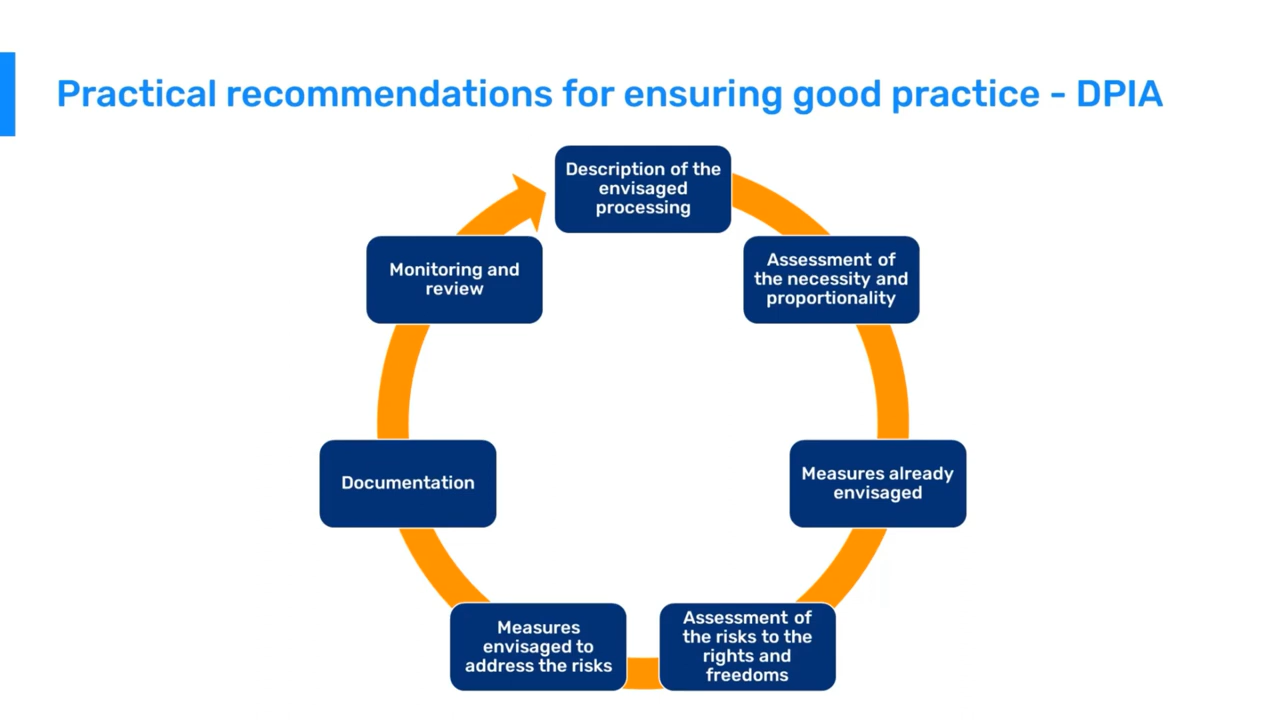 Practical recommendations for ensuring good practice - DPIA
Description of the
envisaged
processing
Assessment of
the necessity and
proportionality
Measures already
envisaged
Assessment of
the risks to the
rights and
freedoms
Measures
envisaged to
address the risks
Documentation
Monitoring and
review